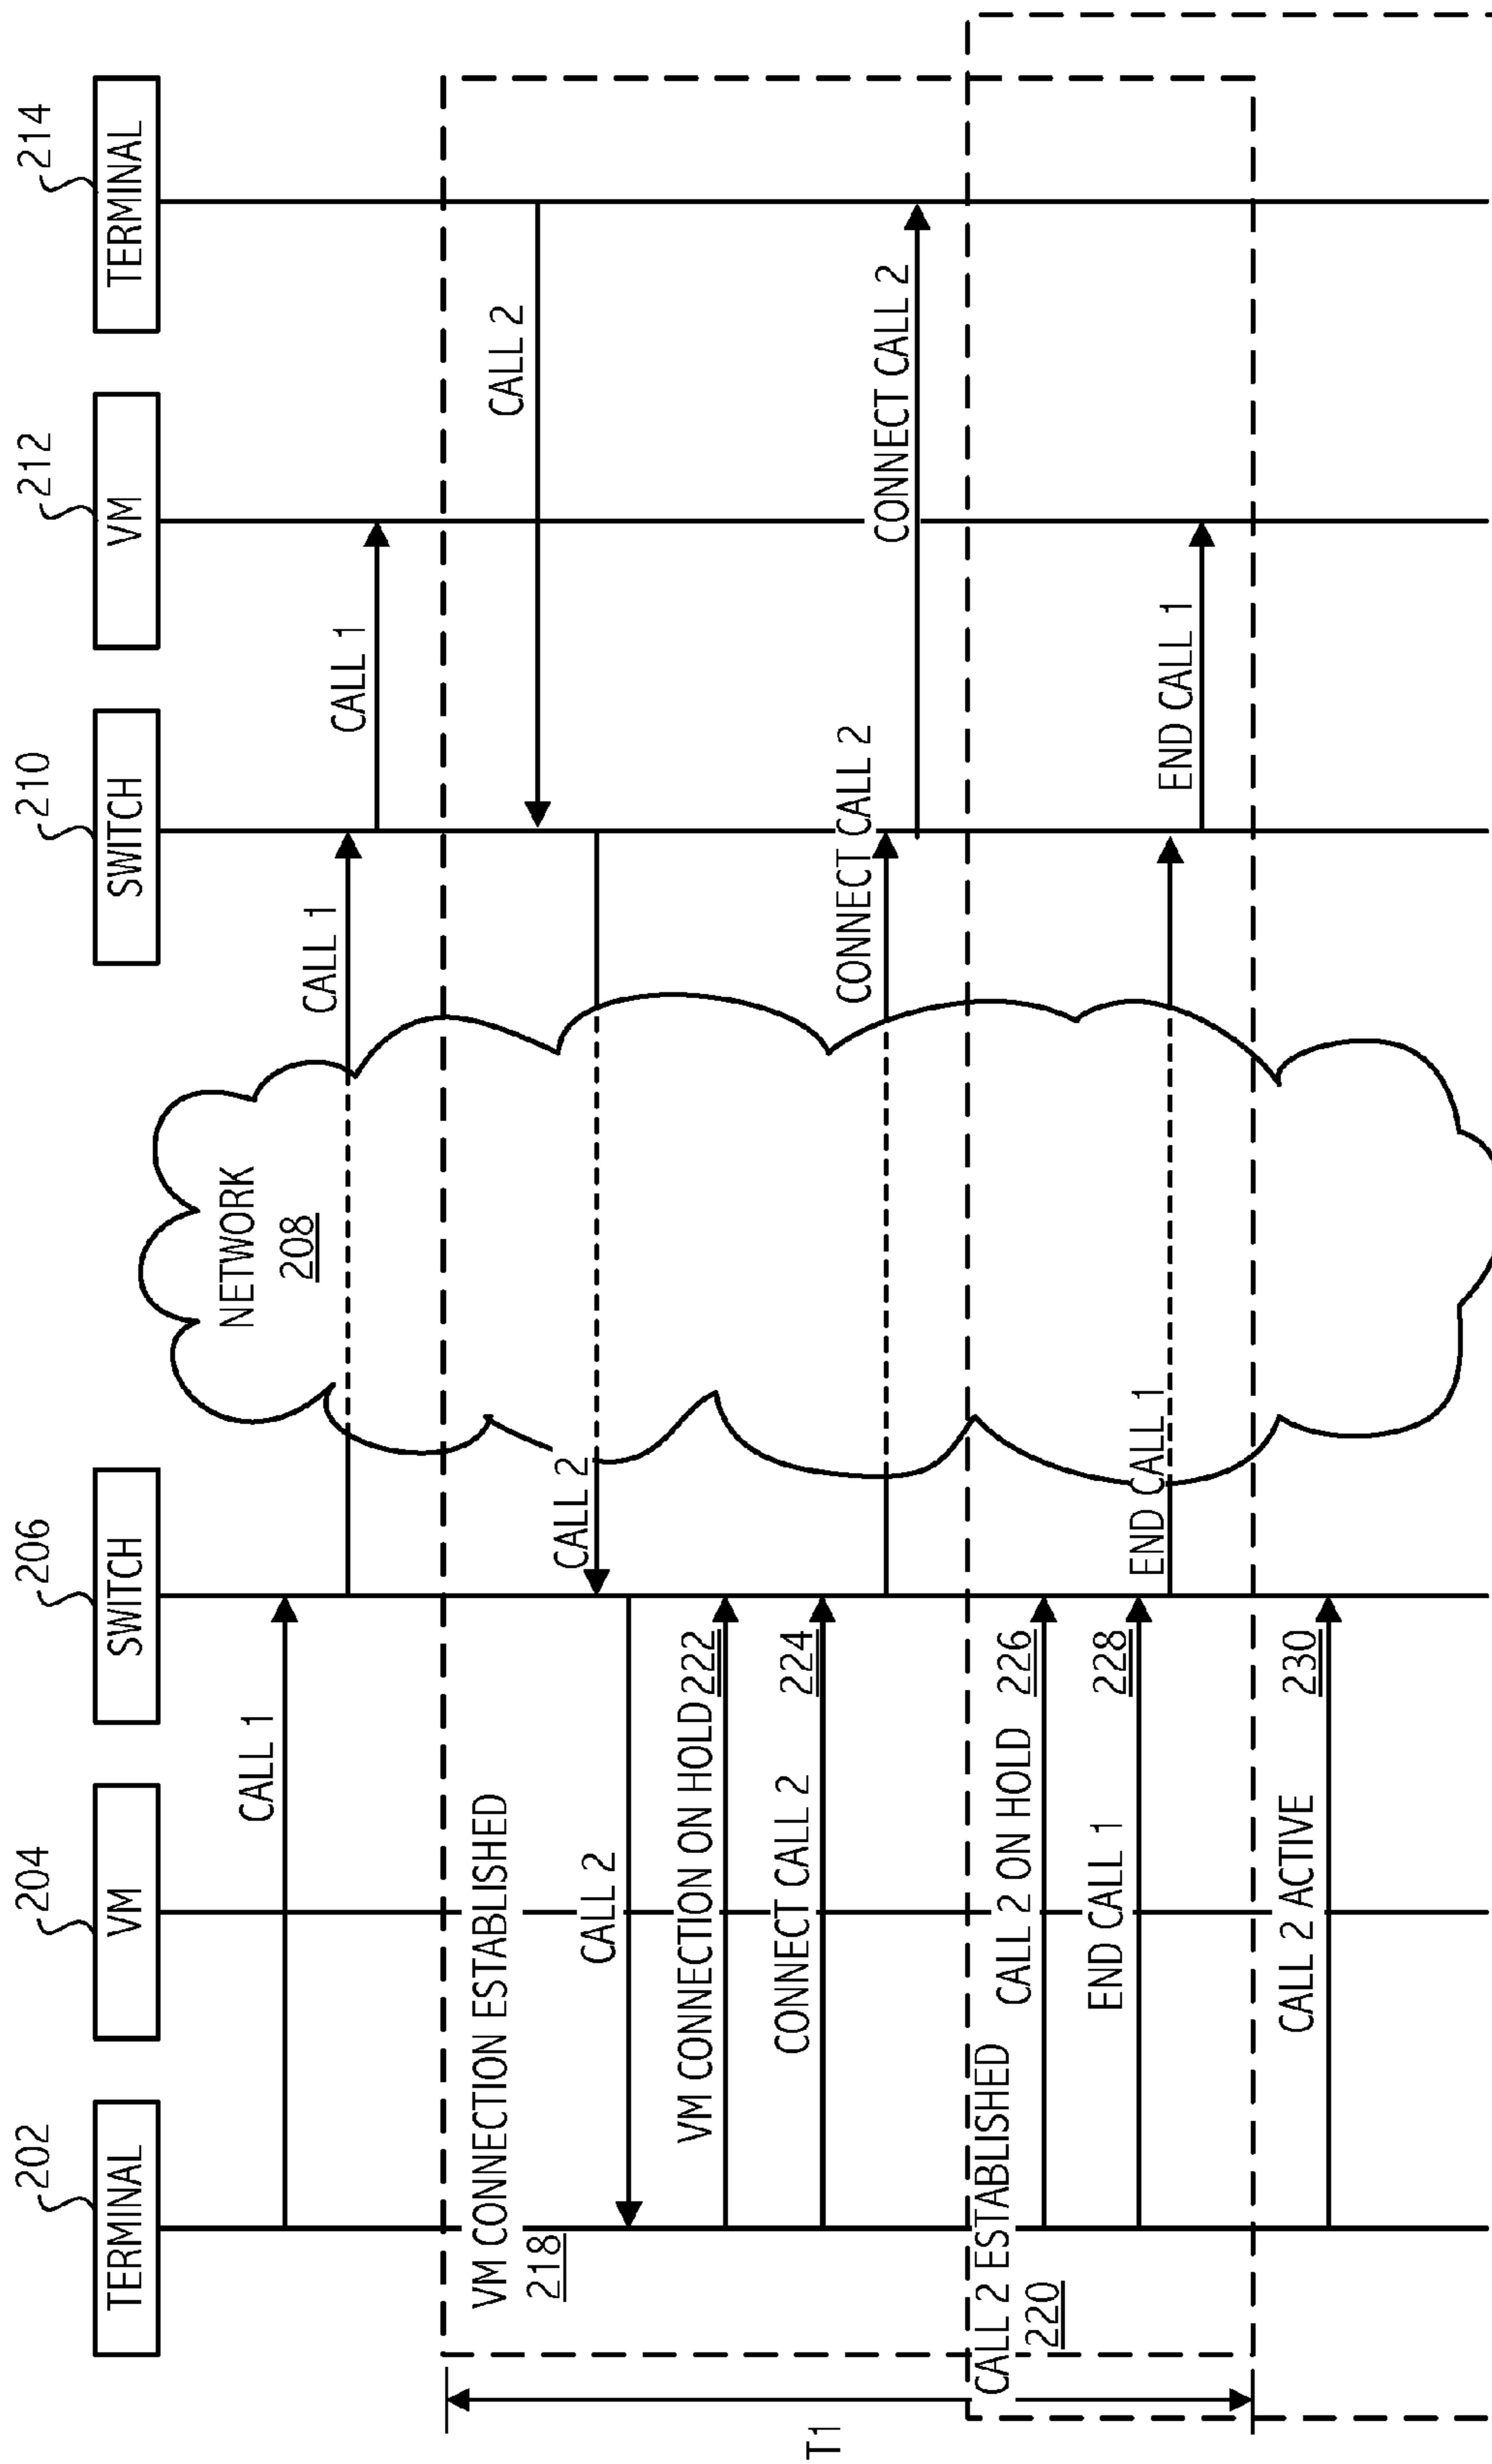 202
204
206
210
212
214
TERMINAL
VM
SWITCH
SWITCH
VM
TERMINAL
NETWORK
208
CALL 1
CALL 1
CALL 1
VM CONNECTION ESTABLISHED
218
CALL 2
CALL 2
CALL 2
VM CONNECTION ON HOLD 222
CONNECT CALL 2 224
CONNECT CALL 2
CONNECT CALL 2
T1
CALL 2 ESTABLISHED
220
CALL 2 ON HOLD 226
END CALL 1 228
END CALL 1
END CALL 1
CALL 2 ACTIVE 230